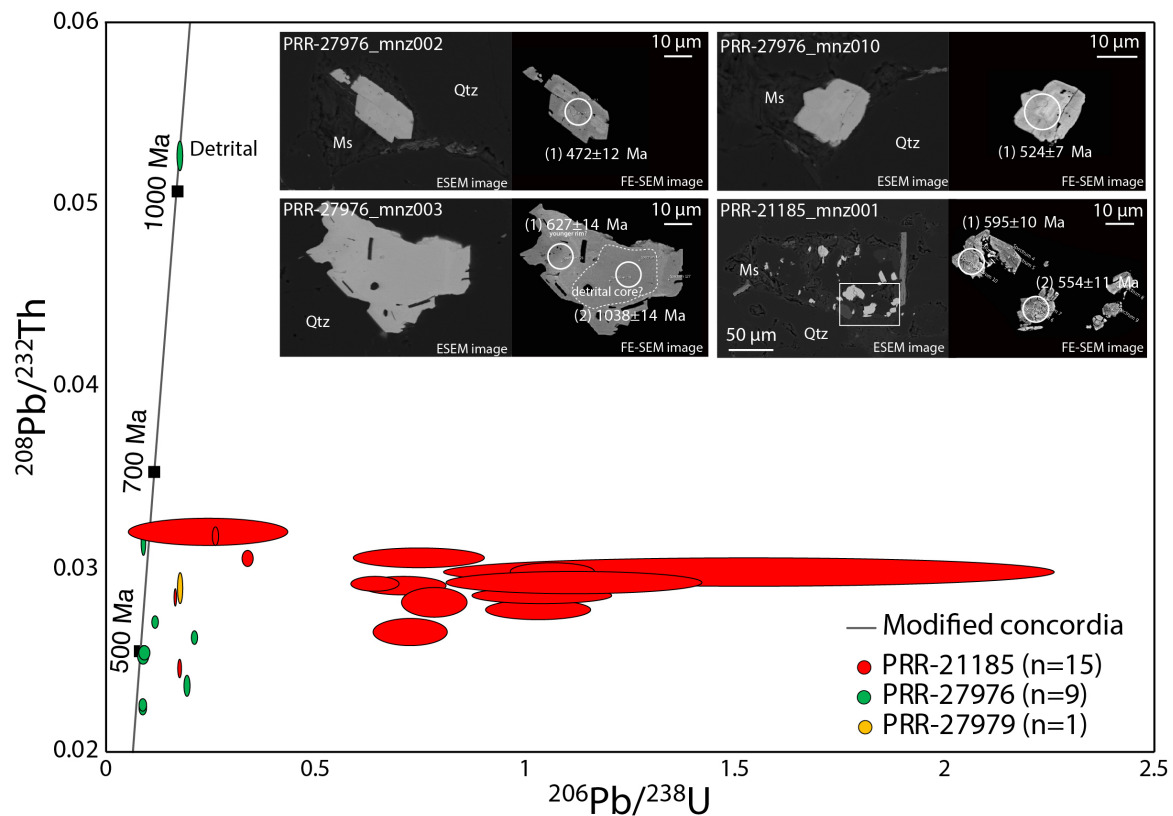 0.06
0.05
0.04
0.03
0.02
0
0.5
1
1.5
2
2.5
208Pb/232Th
206Pb/238U
1000 Ma
700 Ma
500 Ma
Detrital
PRR-27976_mnz002
10 µm
Qtz
Ms
(1) 472±12 Ma
ESEM image
FE-SEM image
PRR-27976_mnz010
10 µm
Ms
Qtz
(1) 524±7 Ma
ESEM image
FE-SEM image
PRR-27976_mnz003
10 µm
(1) 627±14 Ma
younger rim?
detrital core?
(2) 1038±14 Ma
Qtz
ESEM image
FE-SEM image
PRR-21185_mnz001
10 µm
(1) 595±10 Ma
Ms
(2) 554±11 Ma
Qtz
50 µm
ESEM image
FE-SEM image
Modified concordia
PRR-21185 (n=15)
PRR-27976 (n=9)
PRR-27979 (n=1)